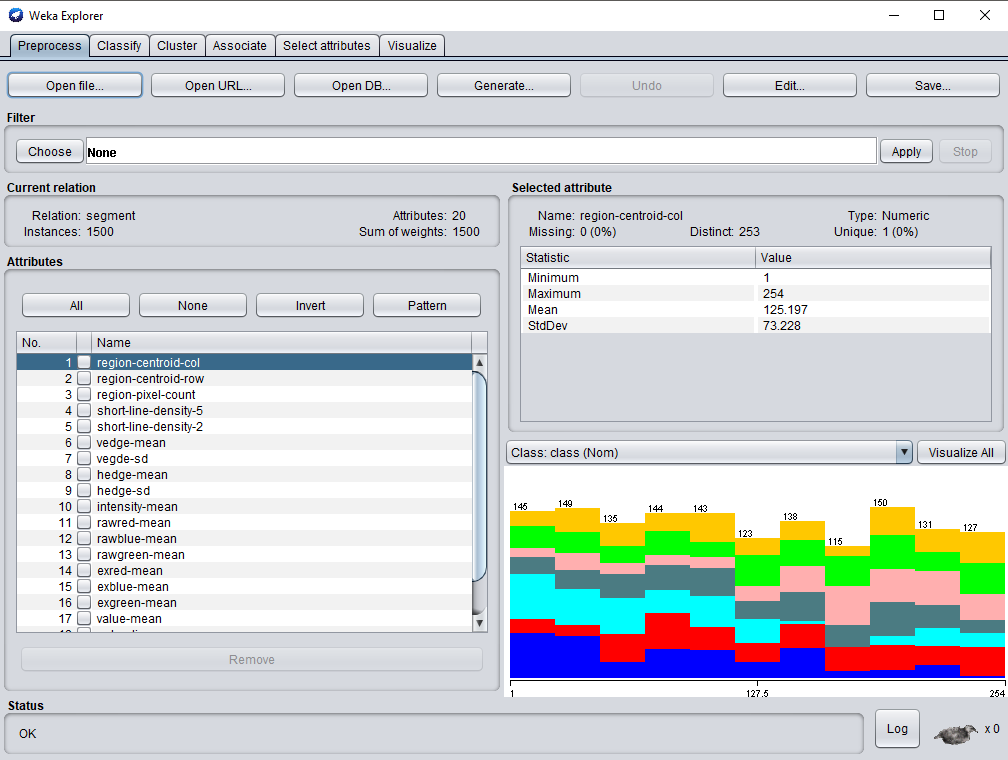 Weka Explorer
Preprocess Classify Cluster Associate Select attributes Visualize
Open file... Open URL... Open DB... Generate... Undo Edit... Save...
Filter
Choose None Apply Stop
Current relation
Relation: segment Attributes: 20
Instances: 1500 Sum of weights: 1500
Attributes
All None Invert Pattern
No. Name
1 region-centroid-col
2 region-centroid-row
3 region-pixel-count
4 short-line-density-5
5 short-line-density-2
6 vedge-mean
7 vegde-sd
8 hedge-mean
9 hedge-sd
10 intensity-mean
11 rawred-mean
12 rawblue-mean
13 rawgreen-mean
14 exred-mean
15 exblue-mean
16 exgreen-mean
17 value-mean
Remove
Selected attribute
Name: region-centroid-col Type: Numeric
Missing: 0 (0%) Distinct: 253 Unique: 1 (0%)
Statistic Value
Minimum 1
Maximum 254
Mean 125.197
StdDev 73.228
Class: class (Nom) Visualize All
145 149 135 144 143 123 138 115 150 131 127
1 127.5 254
Status
OK
Log x 0